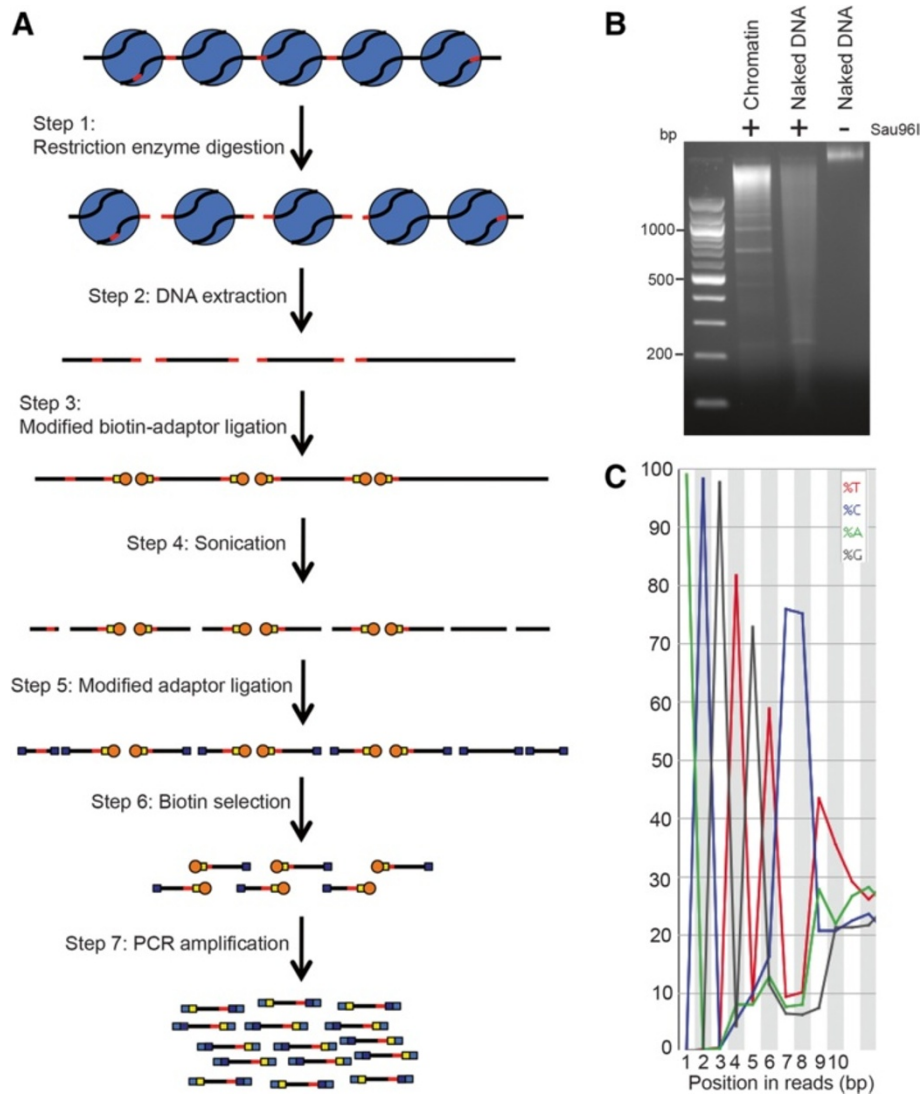 A
Step 1:
Restriction enzyme digestion
Step 2: DNA extraction
Step 3:
Modified biotin-adaptor ligation
Step 4: Sonication
Step 5: Modified adaptor ligation
Step 6: Biotin selection
Step 7: PCR amplification
B
Chromatin
Naked DNA
Naked DNA
bp + + - Sau96I
1000
500
200
C
%T
%C
%A
%G
100
90
80
70
60
50
40
30
20
10
0
1 2 3 4 5 6 7 8 9 10
Position in reads (bp)